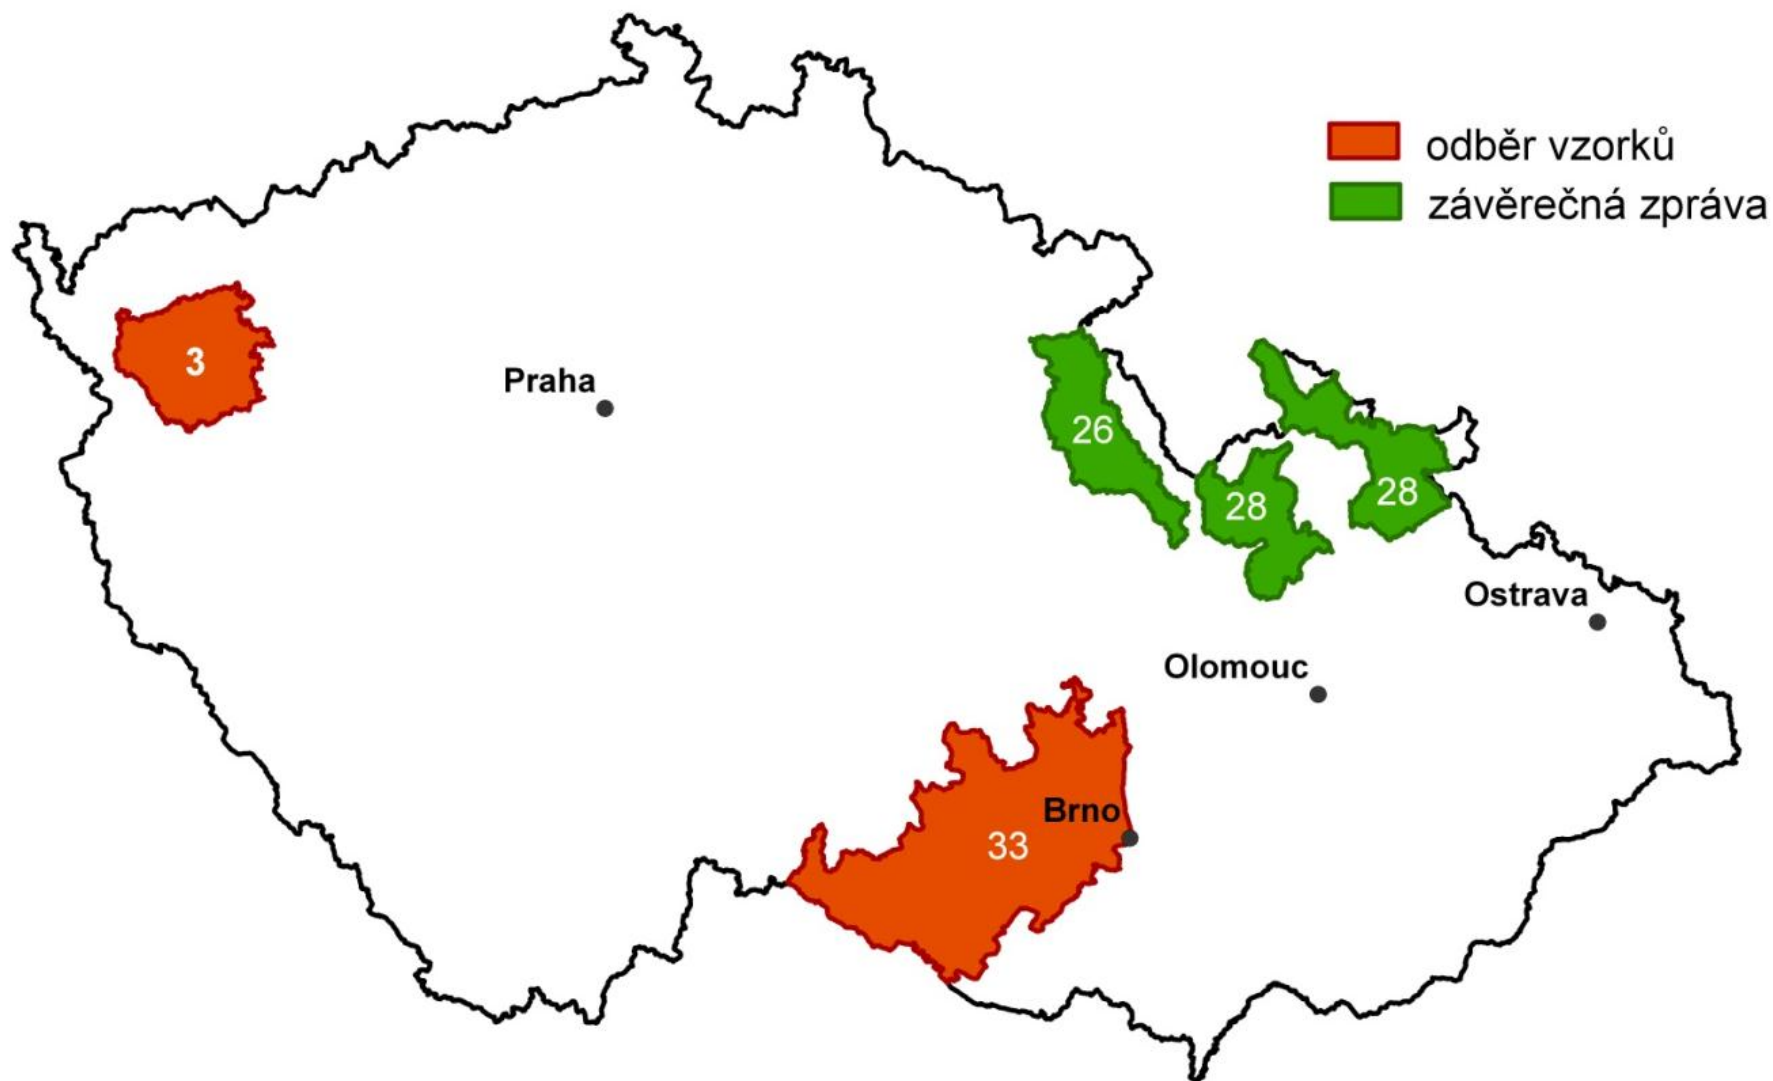 odběr vzorků
závěrečná zpráva
3
Praha
26
28
28
Ostrava
Olomouc
Brno
33